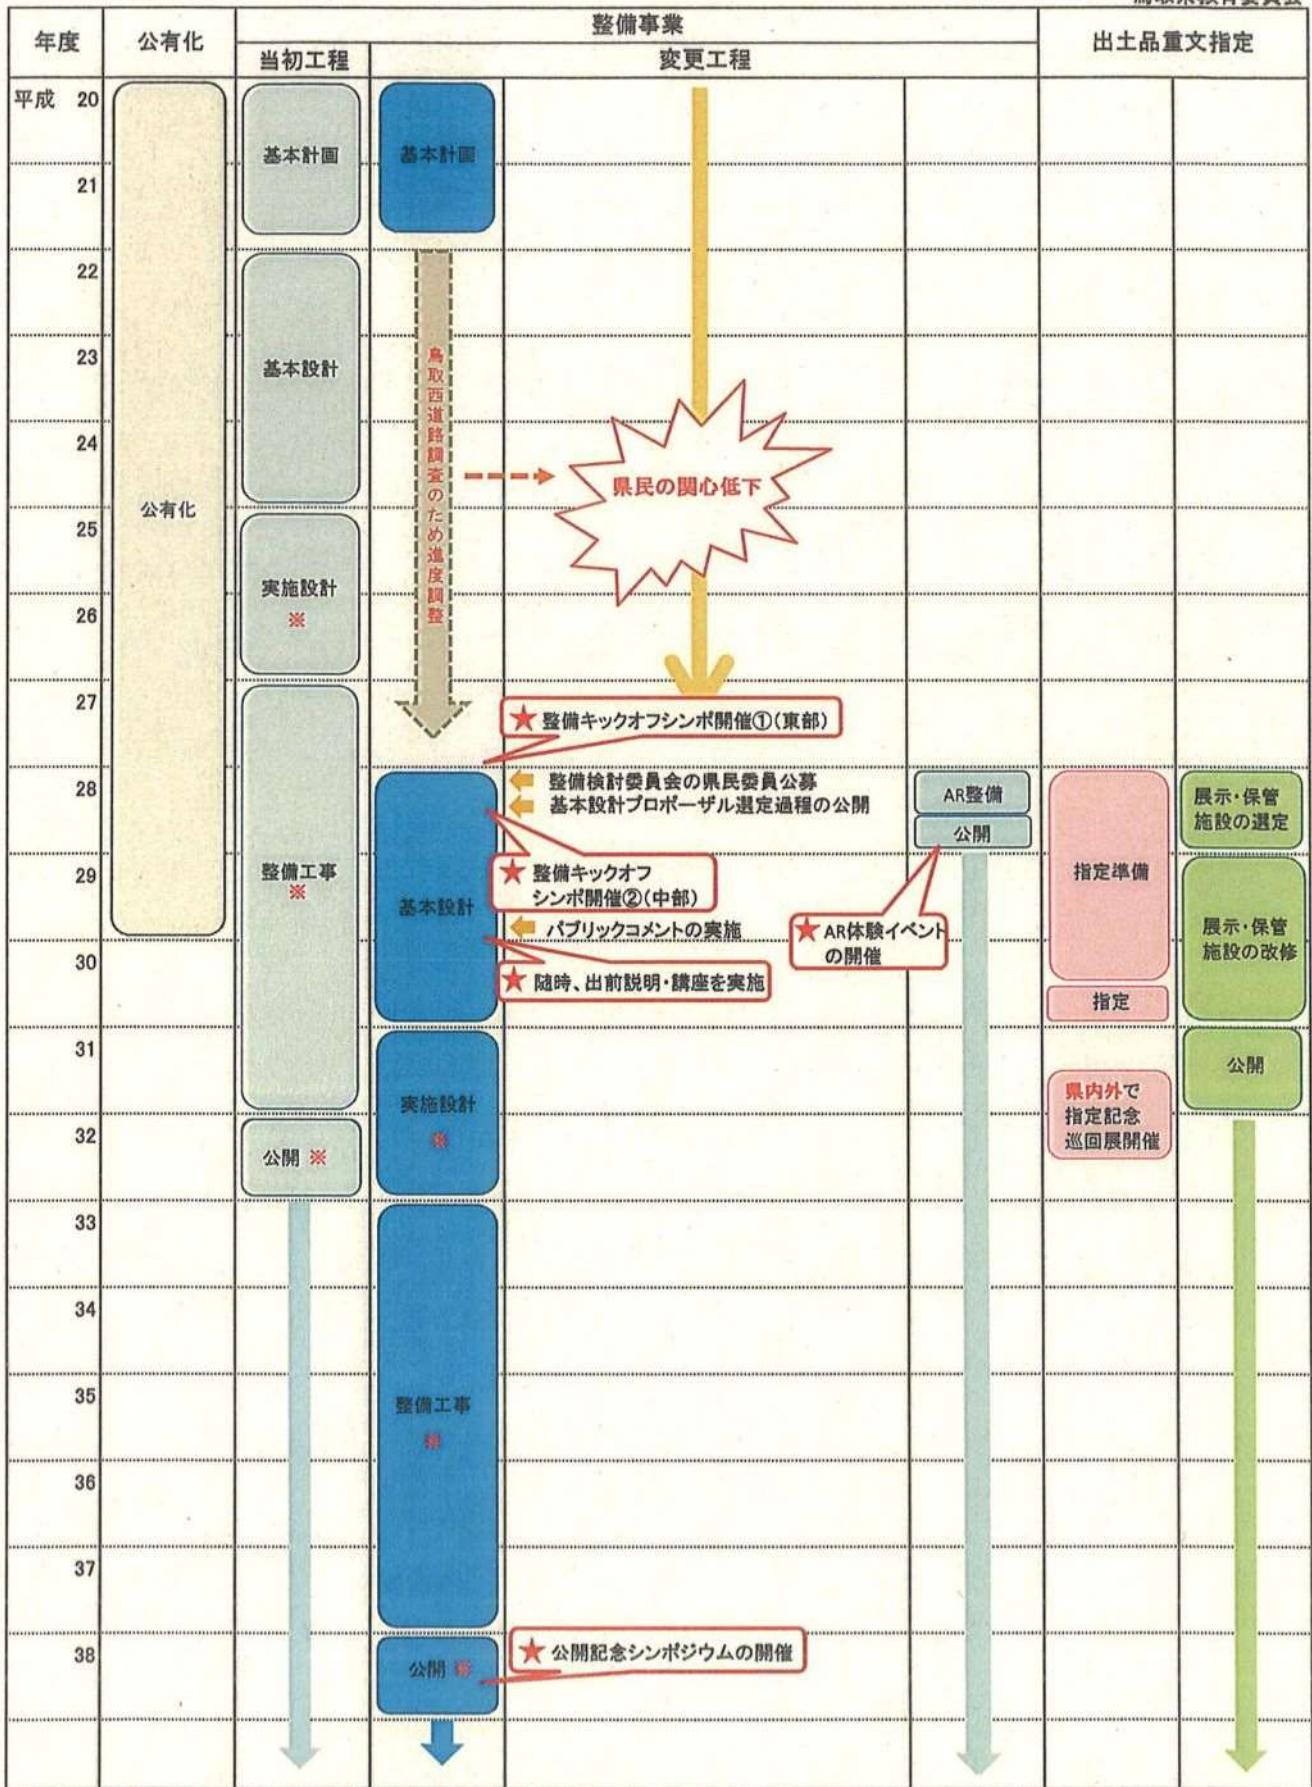 年度
公有化
整備事業
出土品重文指定
当初工程
変更工程
平成 20
21
22
23
24
25
26
27
28
29
30
31
32
33
34
35
36
37
38
公有化
基本計画
基本設計
実施設計
※
整備工事
※
公開 ※
基本計画
鳥取西道路調査のため進度調整
基本設計
実施設計
※
整備工事
※
公開 ※
県民の関心低下
★ 整備キックオフシンポ開催①(東部)
整備検討委員会の県民委員公募
基本設計プロポーザル選定過程の公開
★ 整備キックオフ
シンポ開催②(中部)
パブリックコメントの実施
★ 随時、出前説明・講座を実施
★ 公開記念シンポジウムの開催
AR整備
公開
★ AR体験イベント
の開催
指定準備
指定
県内外で
指定記念
巡回展開催
展示・保管
施設の選定
展示・保管
施設の改修
公開